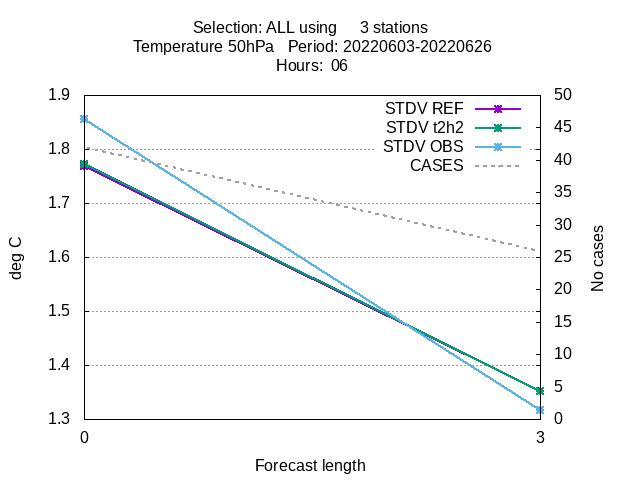 Selection: ALL using 3 stations
Temperature 50hPa Period: 20220603-20220626
Hours: 06
STDV REF
STDV t2h2
STDV OBS
CASES
1.9
1.8
1.7
1.6
1.5
1.4
1.3
deg C
50
45
40
35
30
25
20
15
10
5
0
No cases
0
3
Forecast length